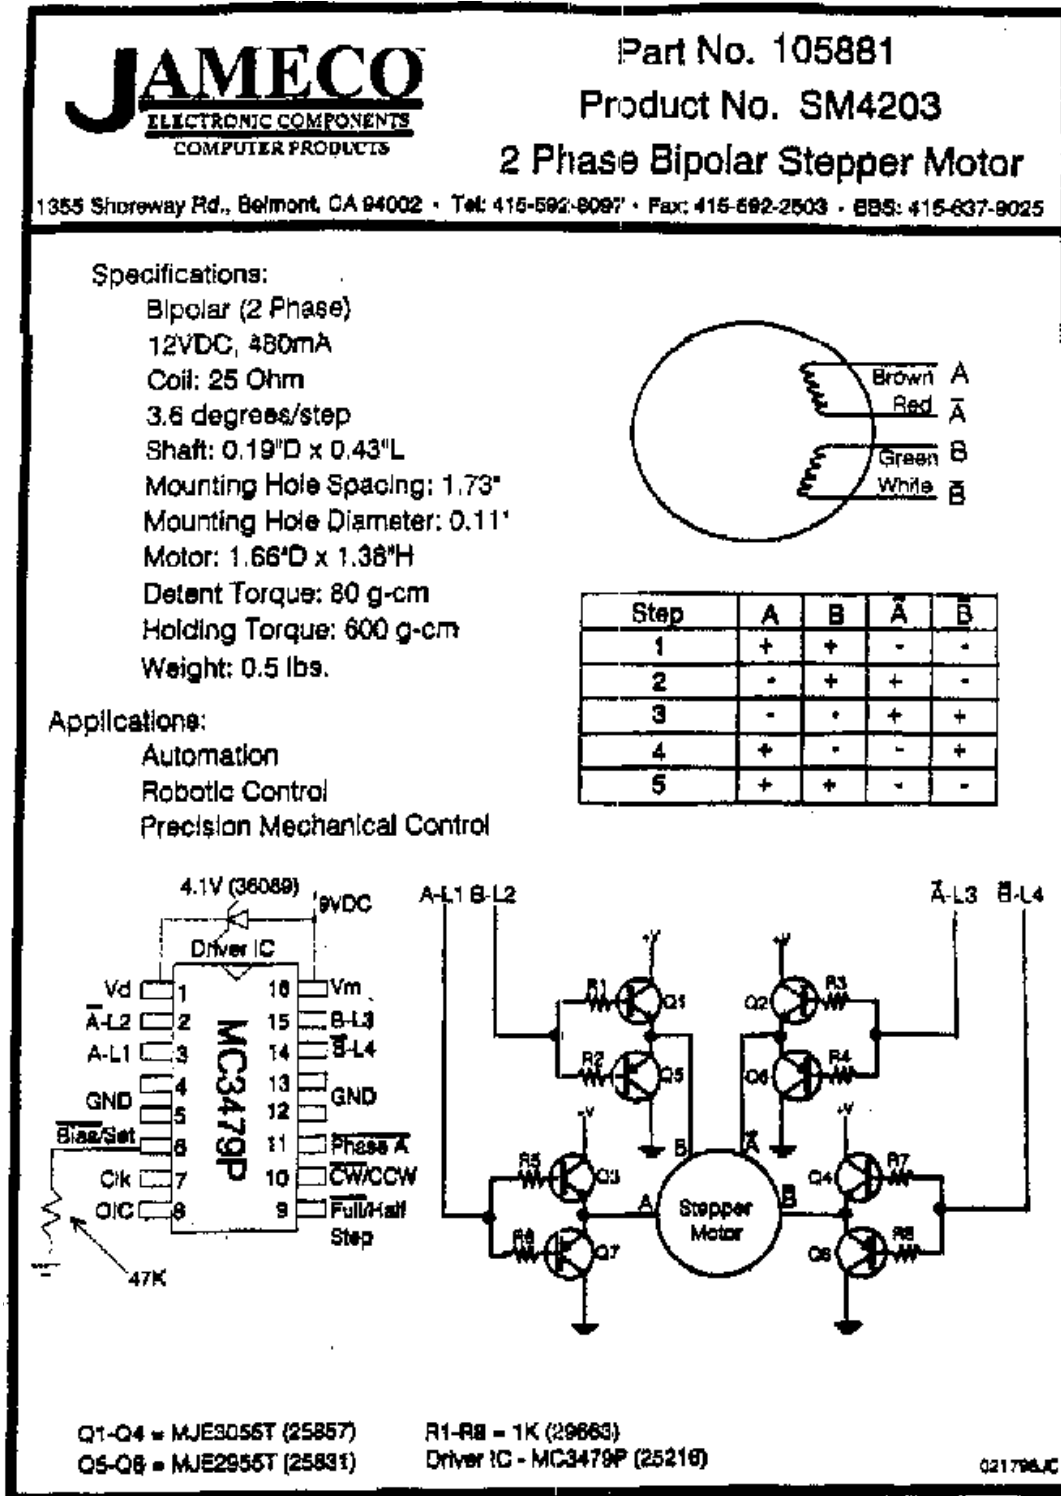 JAMECO
ELECTRONIC COMPONENTS
COMPUTER PRODUCTS
Part No. 105881
Product No. SM4203
2 Phase Bipolar Stepper Motor
1355 Shoreway Rd., Belmont, CA 94002 • Tel: 415-592-8097 • Fax: 415-592-2503 • BBS: 415-637-9025
Specifications:
Bipolar (2 Phase)
12VDC, 480mA
Coil: 25 Ohm
3.6 degrees/step
Shaft: 0.19"D x 0.43"L
Mounting Hole Spacing: 1.73"
Mounting Hole Diameter: 0.11"
Motor: 1.66"D x 1.38"H
Detent Torque: 80 g-cm
Holding Torque: 600 g-cm
Weight: 0.5 lbs.
Brown A
Red A̅
Green B
White B̅
Step A B A̅ B̅
1 + + - -
2 - + + -
3 - - + +
4 + - - +
5 + + - -
Applications:
Automation
Robotic Control
Precision Mechanical Control
4.1V (36089)
9VDC
Driver IC
MC3479P
Vd 1 16 Vm
A̅-L2 2 15 B-L3
A-L1 3 14 B̅-L4
4 13
GND GND
5 12
Bias/Set 6 11 Phase A
Clk 7 10 CW/CCW
OIC 8 9 Full/Half
Step
47K
A-L1 B-L2 A̅-L3 B̅-L4
+V +V
R1 Q1 Q2 R3
R2 Q5 Q6 R4
+V B A̅ +V
R5 Q3 Q4 R7
A Stepper B̅
Motor
R6 Q7 Q8 R8
Q1-Q4 = MJE3055T (25857)
Q5-Q8 = MJE2955T (25831)
R1-R8 = 1K (29663)
Driver IC - MC3479P (25216)